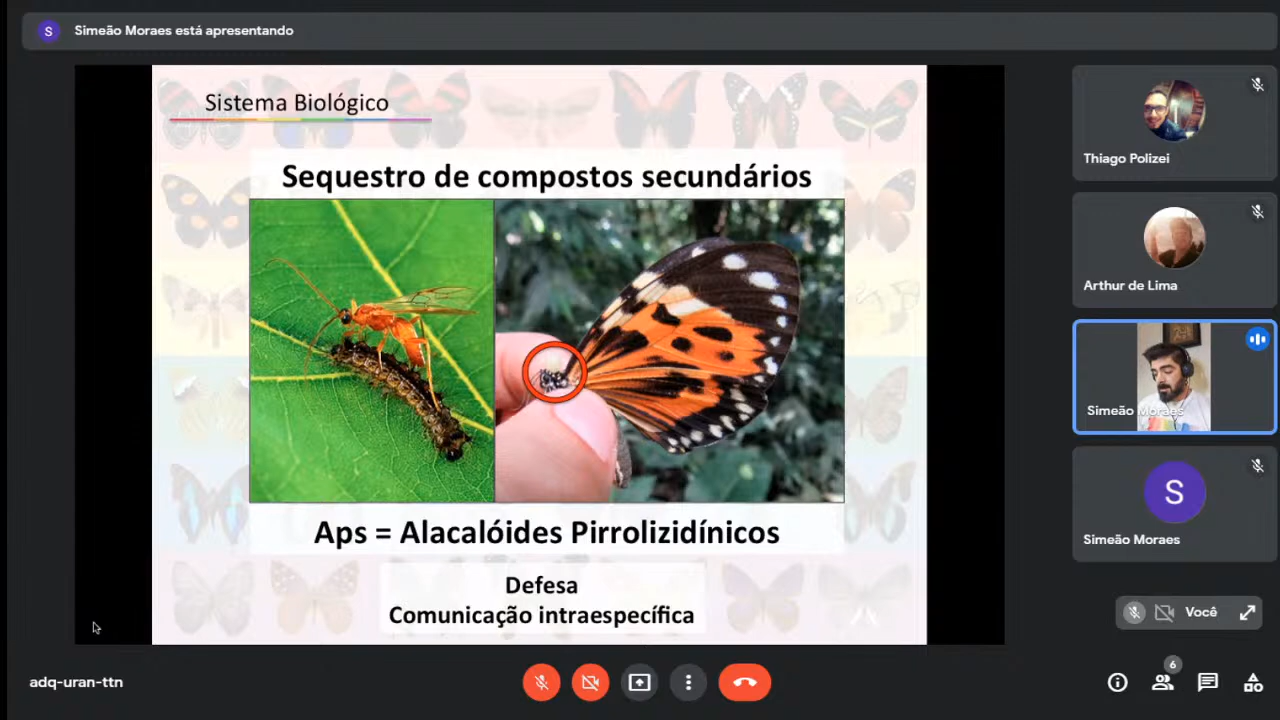 S
Simeão Moraes está apresentando
Sistema Biológico
Sequestro de compostos secundários
Aps = Alacalóides Pirrolizidínicos
Defesa
Comunicação intraespecífica
Thiago Polizei
Arthur de Lima
Simeão Moraes
S
Simeão Moraes
Você
adq-uran-ttn
6